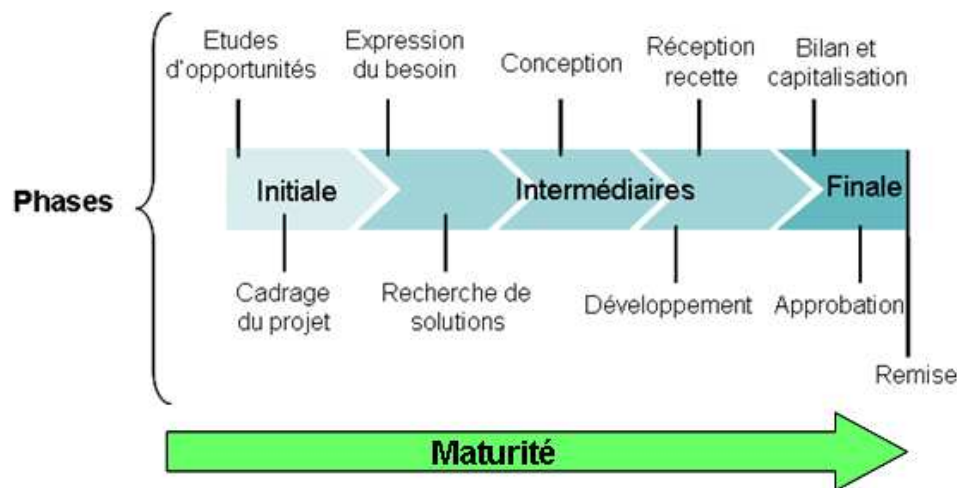 Etudes
d'opportunités
Expression
du besoin
Conception
Réception
recette
Bilan et
capitalisation
Phases
Initiale
Intermédiaires
Finale
Cadrage
du projet
Recherche de
solutions
Développement
Approbation
Remise
Maturité